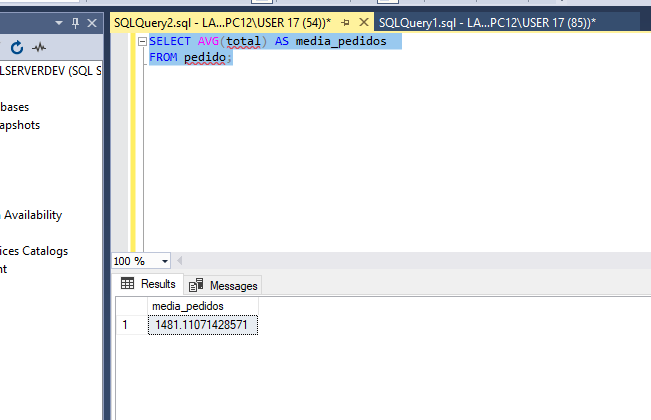 SQLQuery2.sql - LA...PC12\USER 17 (54))*
SQLQuery1.sql - LA...PC12\USER 17 (85))*
LSERVERDEV (SQL S
bases
apshots
Availability
ices Catalogs
nt
SELECT AVG(total) AS media_pedidos
FROM pedido;
100 %
Results
Messages
media_pedidos
1 1481.11071428571